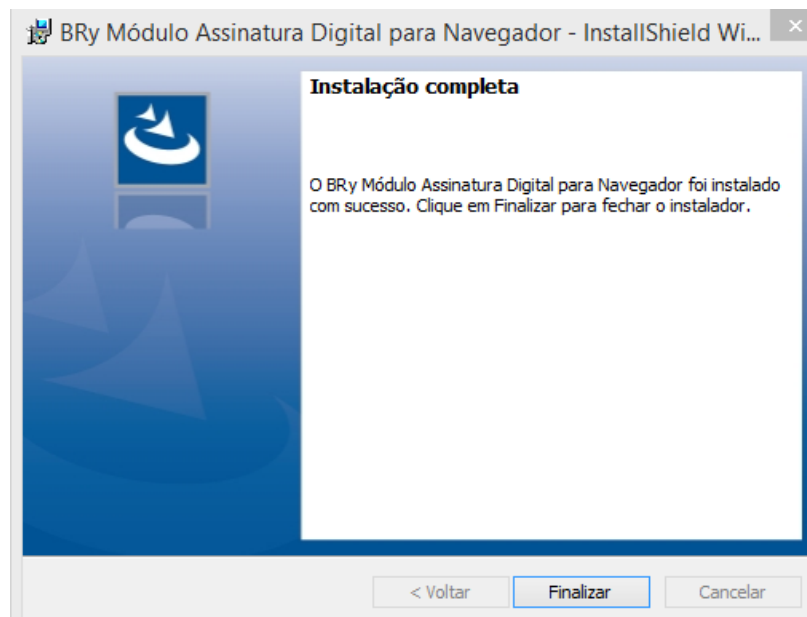 BRy Módulo Assinatura Digital para Navegador - InstallShield Wi...
Instalação completa
O BRy Módulo Assinatura Digital para Navegador foi instalado
com sucesso. Clique em Finalizar para fechar o instalador.
< Voltar
Finalizar
Cancelar